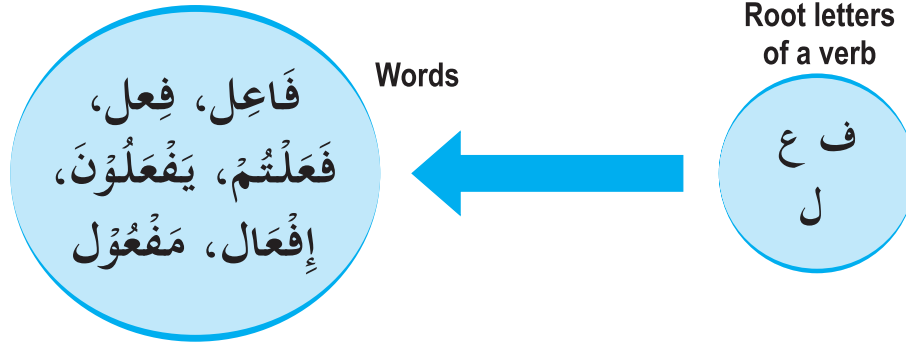 Root letters
of a verb
Words
ف ع
ل
فَاعِل، فِعل،
فَعَلْتُمْ، يَفْعَلُوْنَ،
إِفْعَال، مَفْعُوْل